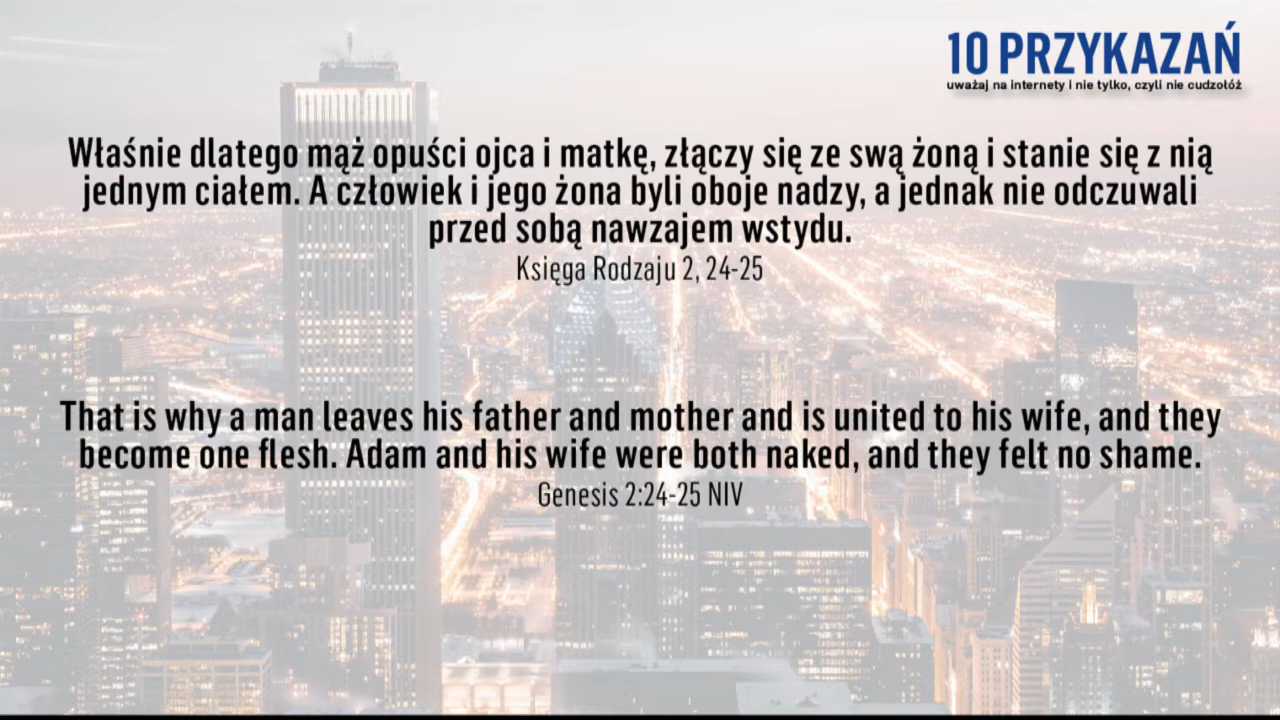 10 PRZYKAZAŃ
uważaj na internety i nie tylko, czyli nie cudzołóż
Właśnie dlatego mąż opuści ojca i matkę, złączy się ze swą żoną i stanie się z nią
jednym ciałem. A człowiek i jego żona byli oboje nadzy, a jednak nie odczuwali
przed sobą nawzajem wstydu.
Księga Rodzaju 2, 24-25
That is why a man leaves his father and mother and is united to his wife, and they
become one flesh. Adam and his wife were both naked, and they felt no shame.
Genesis 2:24-25 NIV